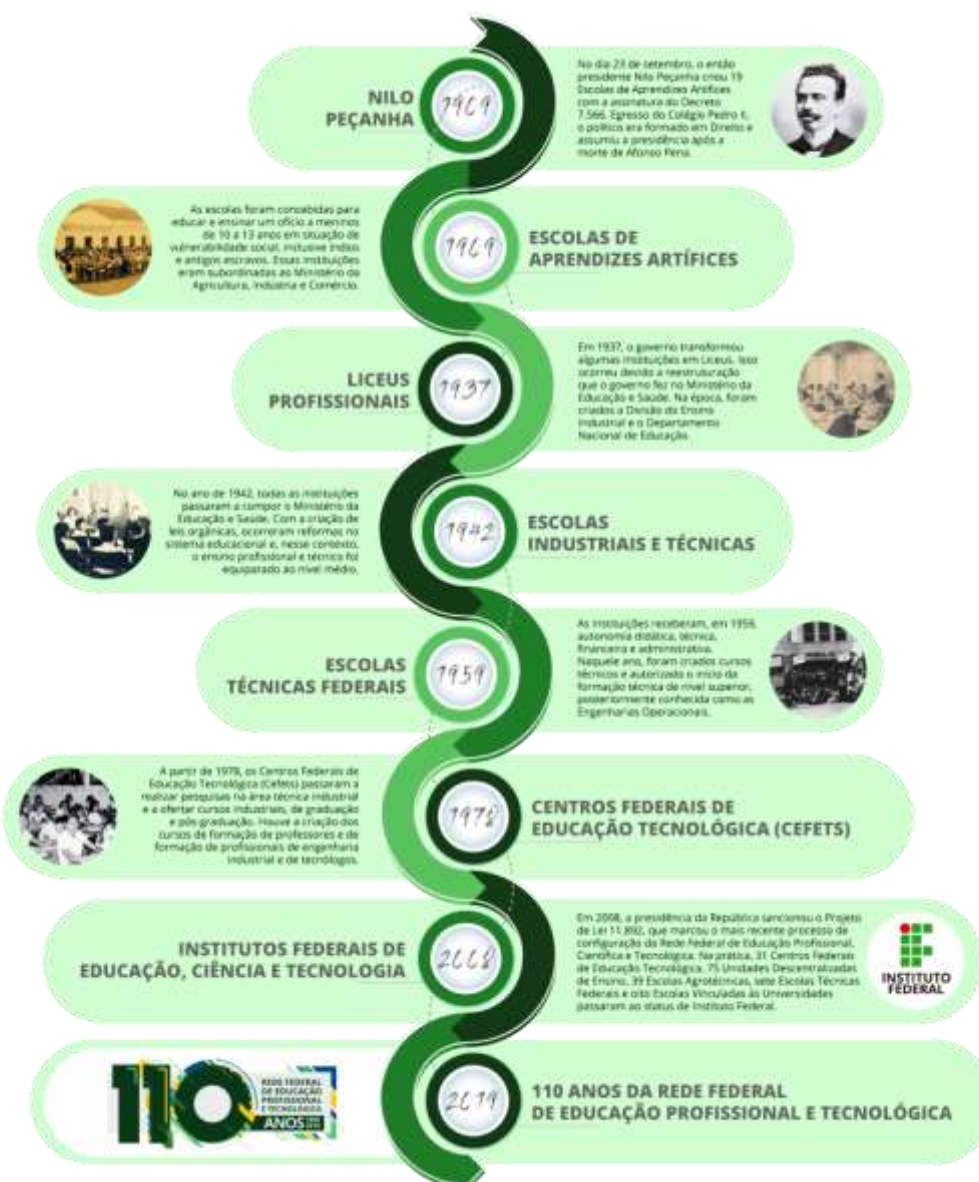 NILO
PEÇANHA
1909
No dia 23 de setembro, o então
presidente Nilo Peçanha criou 19
Escolas de Aprendizes Artífices
com a assinatura do Decreto
7.566. Egresso do Colégio Pedro II,
o político era formado em Direito e
assumiu a presidência após a
morte de Afonso Pena.
As escolas foram concebidas para
educar e ensinar um ofício a meninos
de 10 a 13 anos em situação de
vulnerabilidade social, inclusive índios
e antigos escravos. Essas instituições
eram subordinadas ao Ministério da
Agricultura, Indústria e Comércio.
1909
ESCOLAS DE
APRENDIZES ARTÍFICES
LICEUS
PROFISSIONAIS
1937
Em 1937, o governo transformou
algumas instituições em Liceus. Isso
ocorreu devido a reestruturação
que o governo fez no Ministério da
Educação e Saúde. Na época, foram
criados a Divisão do Ensino
Industrial e o Departamento
Nacional de Educação.
No ano de 1942, todas as instituições
passaram a compor o Ministério da
Educação e Saúde. Com a criação de
leis orgânicas, ocorreram reformas no
sistema educacional e, nesse contexto,
o ensino profissional e técnico foi
equiparado ao nível médio.
1942
ESCOLAS
INDUSTRIAIS E TÉCNICAS
ESCOLAS
TÉCNICAS FEDERAIS
1959
As instituições receberam, em 1959,
autonomia didática, técnica,
financeira e administrativa.
Naquele ano, foram criados cursos
técnicos e autorizado o início da
formação técnica de nível superior,
posteriormente conhecida como as
Engenharias Operacionais.
A partir de 1978, os Centros Federais de
Educação Tecnológica (Cefets) passaram a
realizar pesquisas na área técnica industrial
e a ofertar cursos industriais, de graduação
e pós-graduação. Houve a criação dos
cursos de formação de professores e de
formação de profissionais de engenharia
industrial e de tecnólogos.
1978
CENTROS FEDERAIS DE
EDUCAÇÃO TECNOLÓGICA (CEFETS)
INSTITUTOS FEDERAIS DE
EDUCAÇÃO, CIÊNCIA E TECNOLOGIA
2008
Em 2008, a presidência da República sancionou o Projeto
de Lei 11.892, que marcou o mais recente processo de
configuração da Rede Federal de Educação Profissional,
Científica e Tecnológica. Na prática, 31 Centros Federais
de Educação Tecnológica, 75 Unidades Descentralizadas
de Ensino, 39 Escolas Agrotécnicas, sete Escolas Técnicas
Federais e oito Escolas Vinculadas às Universidades
passaram ao status de Instituto Federal.
INSTITUTO
FEDERAL
110
REDE FEDERAL
DE EDUCAÇÃO
PROFISSIONAL
E TECNOLÓGICA
ANOS
2019
110 ANOS DA REDE FEDERAL
DE EDUCAÇÃO PROFISSIONAL E TECNOLÓGICA